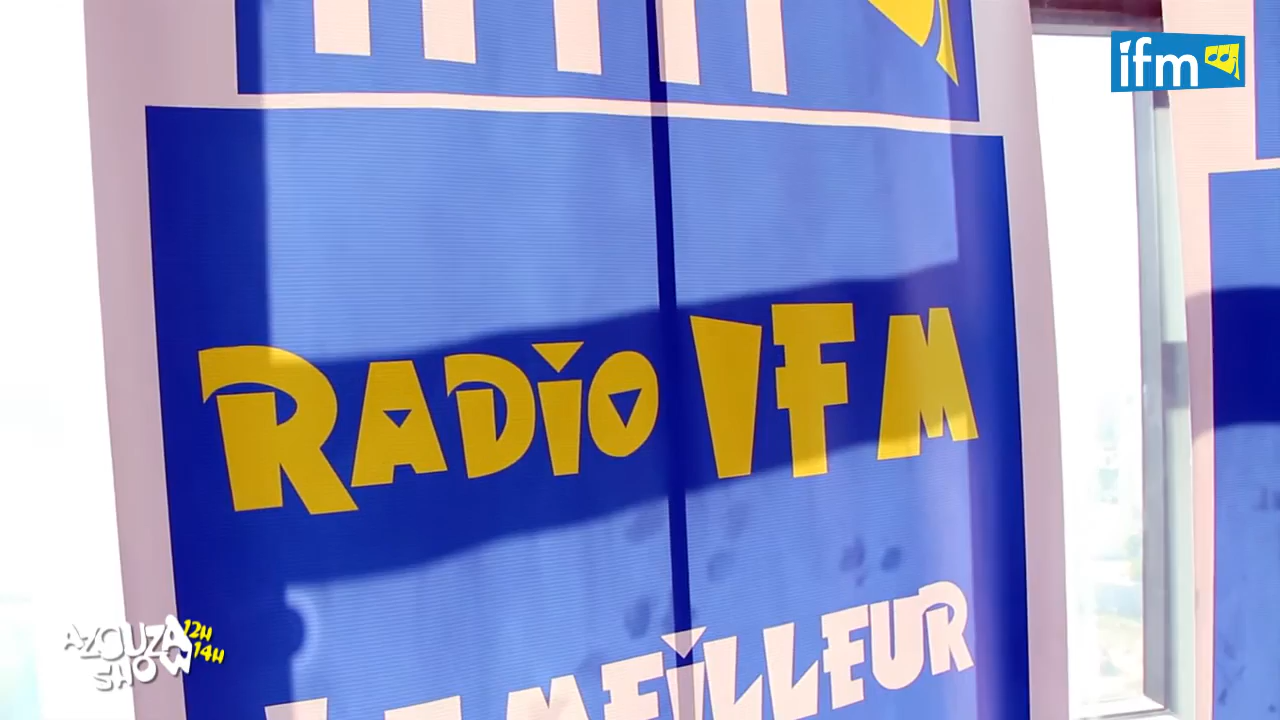 ifm
RADIO IFM
LE MEILLEUR
AZOUZA
SHOW
12H
14H